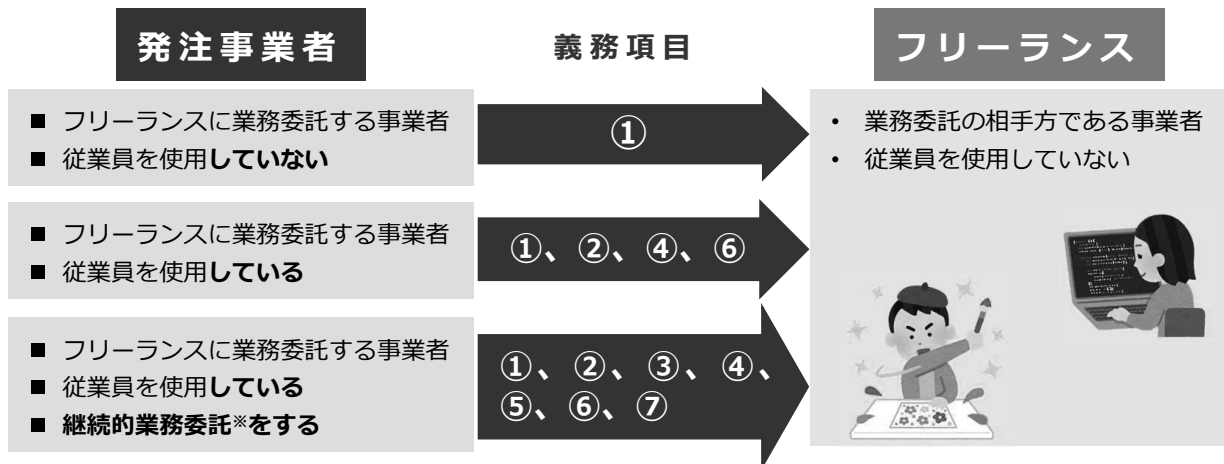 発注事業者
義務項目
フリーランス
■ フリーランスに業務委託する事業者
■ 従業員を使用していない
①
• 業務委託の相手方である事業者
• 従業員を使用していない
■ フリーランスに業務委託する事業者
■ 従業員を使用している
①、②、④、⑥
■ フリーランスに業務委託する事業者
■ 従業員を使用している
■ 継続的業務委託※をする
①、②、③、④、
⑤、⑥、⑦